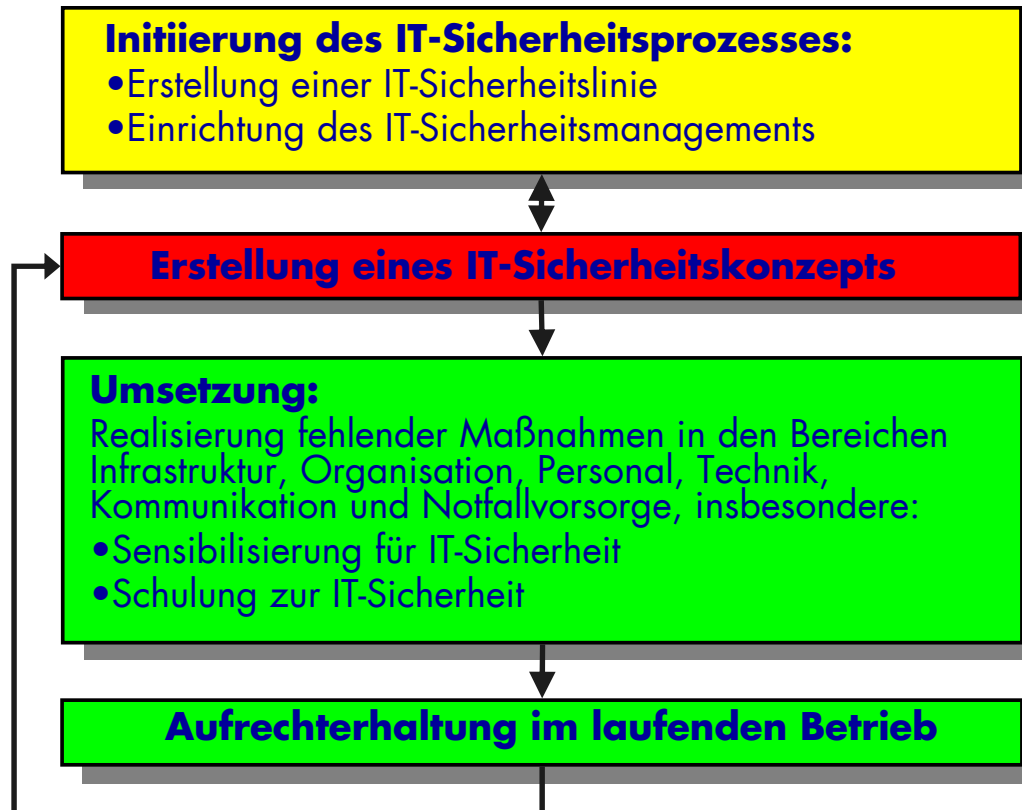 Initiierung des IT-Sicherheitsprozesses:
•Erstellung einer IT-Sicherheitslinie
•Einrichtung des IT-Sicherheitsmanagements
Erstellung eines IT-Sicherheitskonzepts
Umsetzung:
Realisierung fehlender Maßnahmen in den Bereichen
Infrastruktur, Organisation, Personal, Technik,
Kommunikation und Notfallvorsorge, insbesondere:
•Sensibilisierung für IT-Sicherheit
•Schulung zur IT-Sicherheit
Aufrechterhaltung im laufenden Betrieb